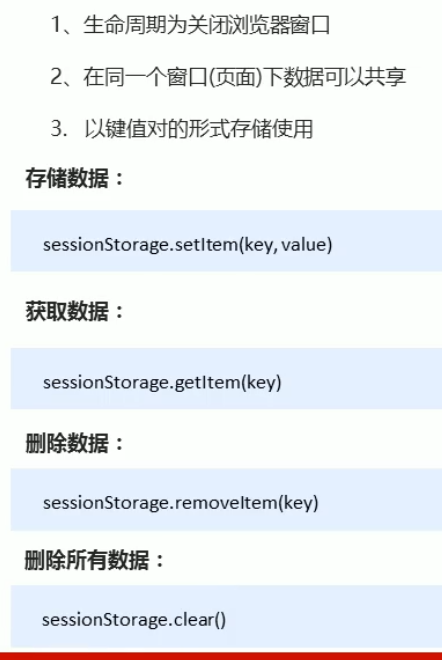 1、生命周期为关闭浏览器窗口
2、在同一个窗口(页面)下数据可以共享
3. 以键值对的形式存储使用
存储数据：
sessionStorage.setItem(key, value)
获取数据：
sessionStorage.getItem(key)
删除数据：
sessionStorage.removeItem(key)
删除所有数据：
sessionStorage.clear()